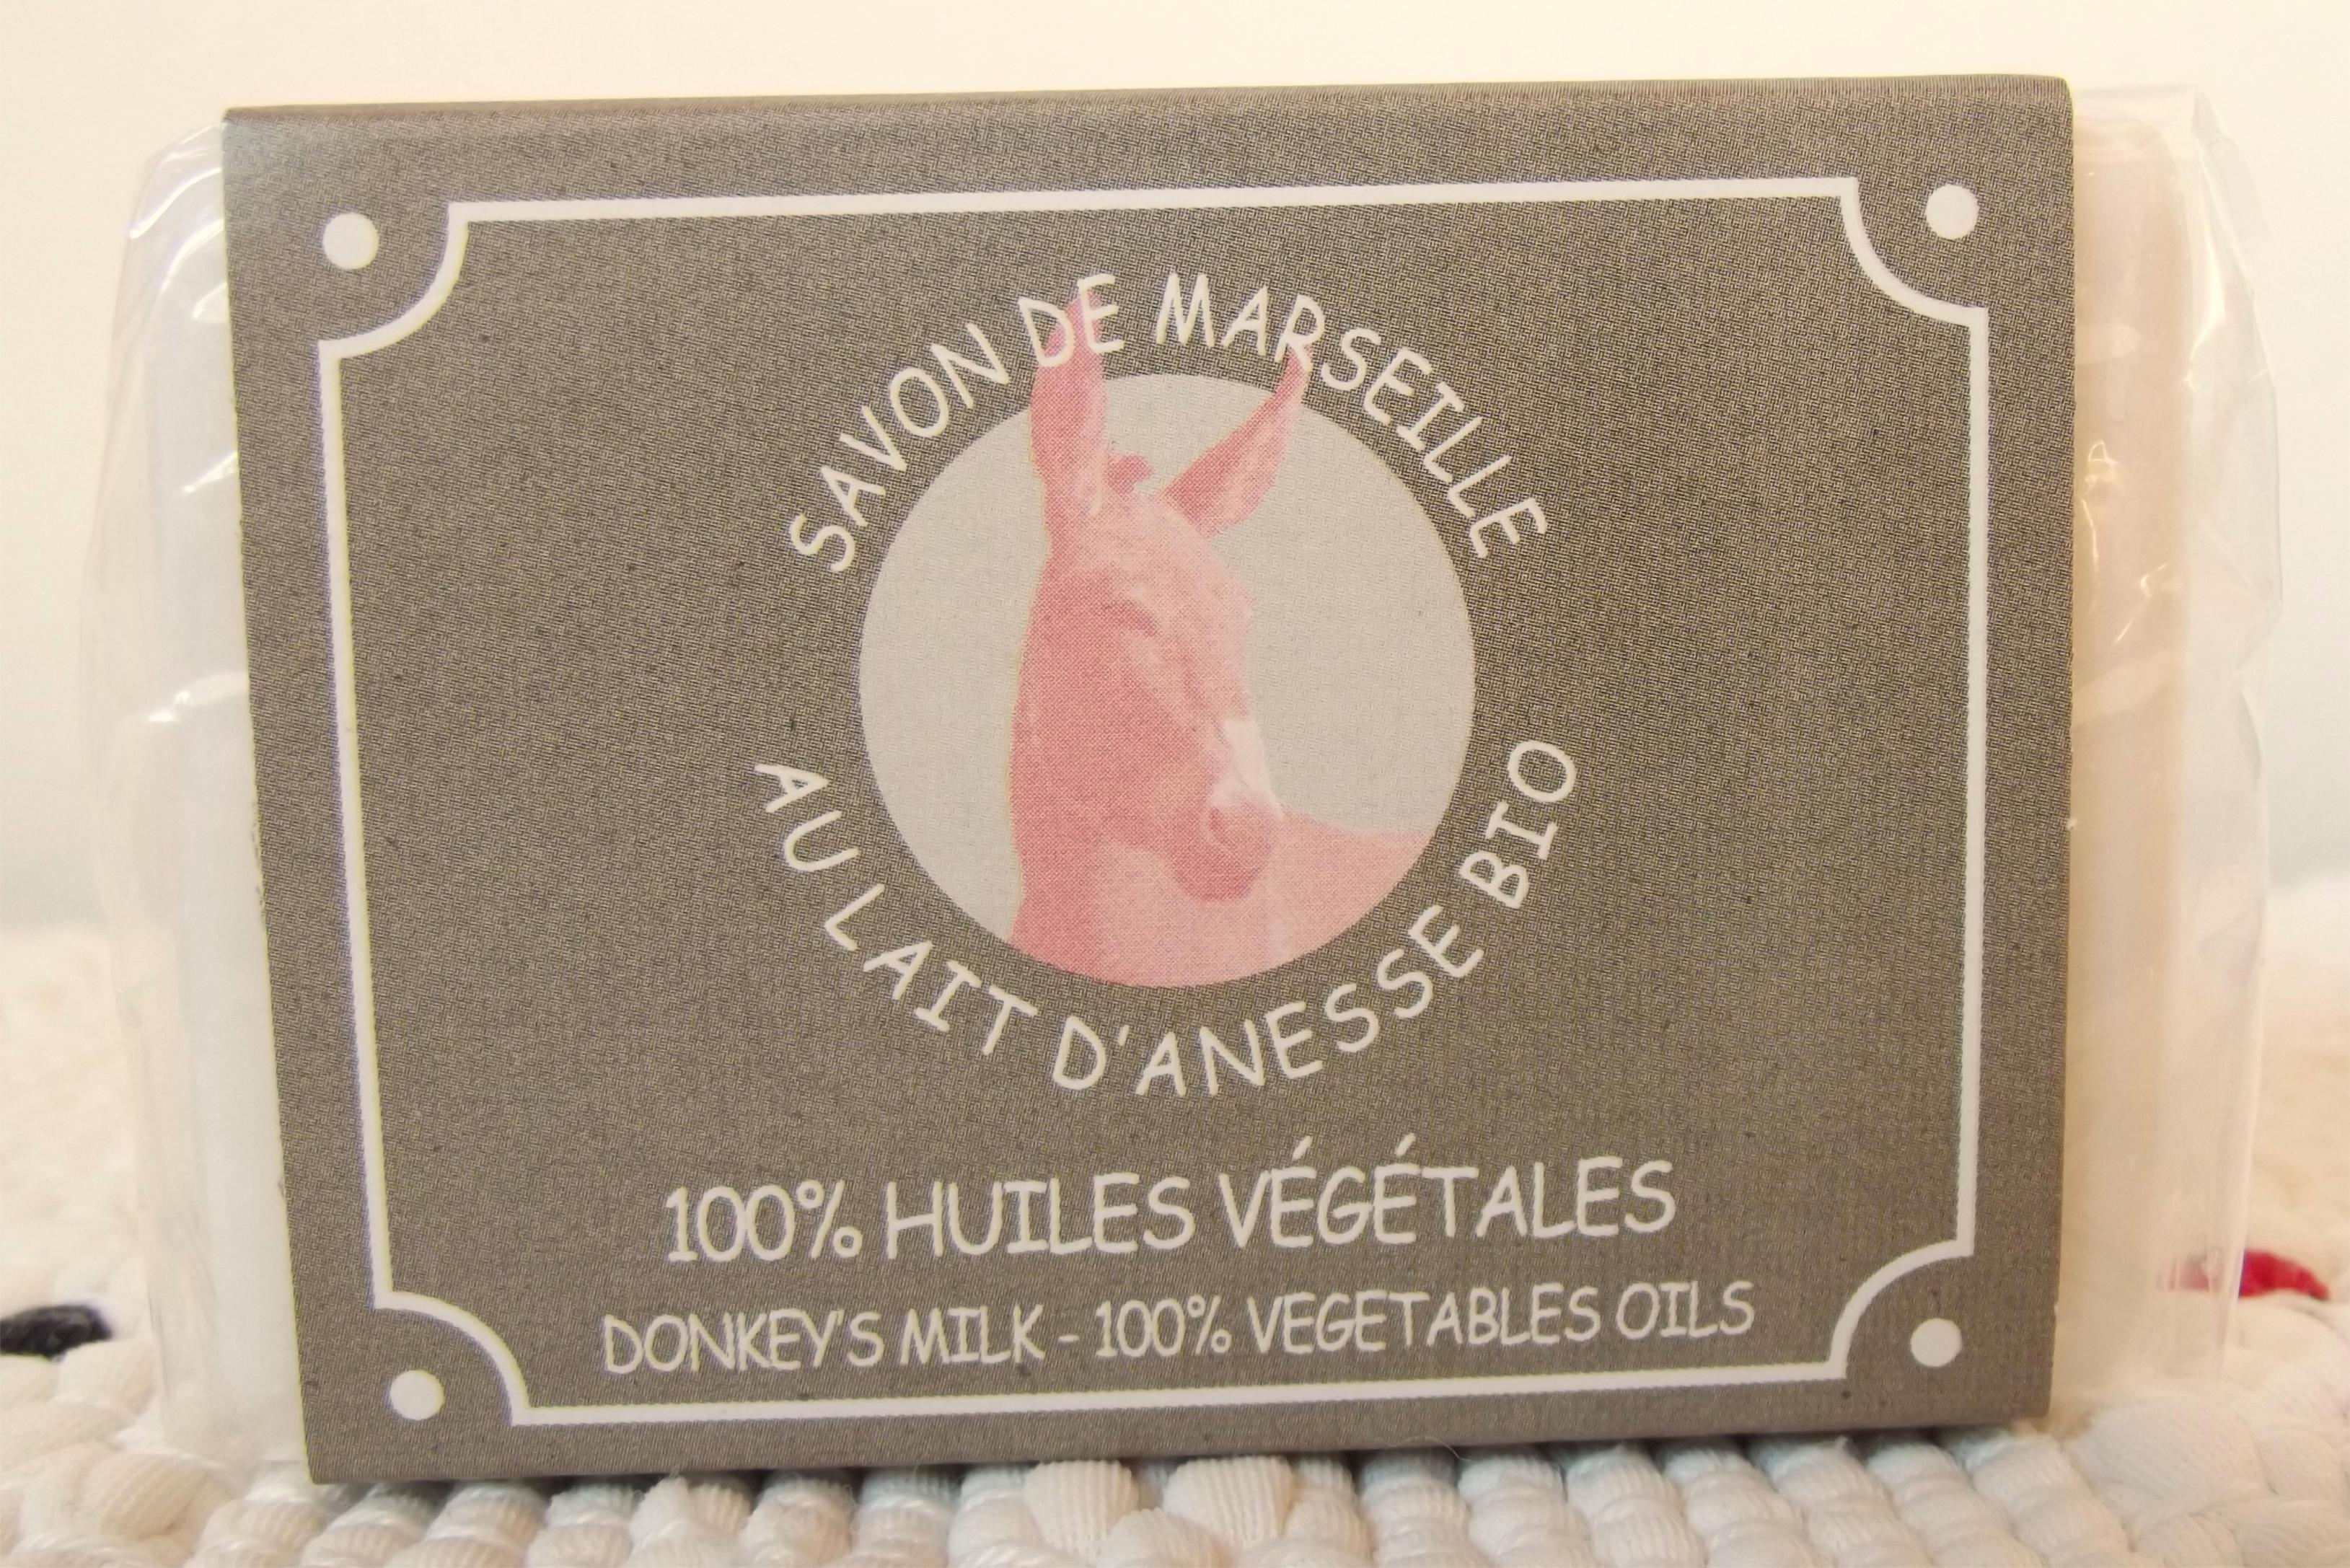 SAVON DE MARSEILLE
AU LAIT D'ANESSE BIO
100% HUILES VÉGÉTALES
DONKEY'S MILK - 100% VEGETABLES OILS